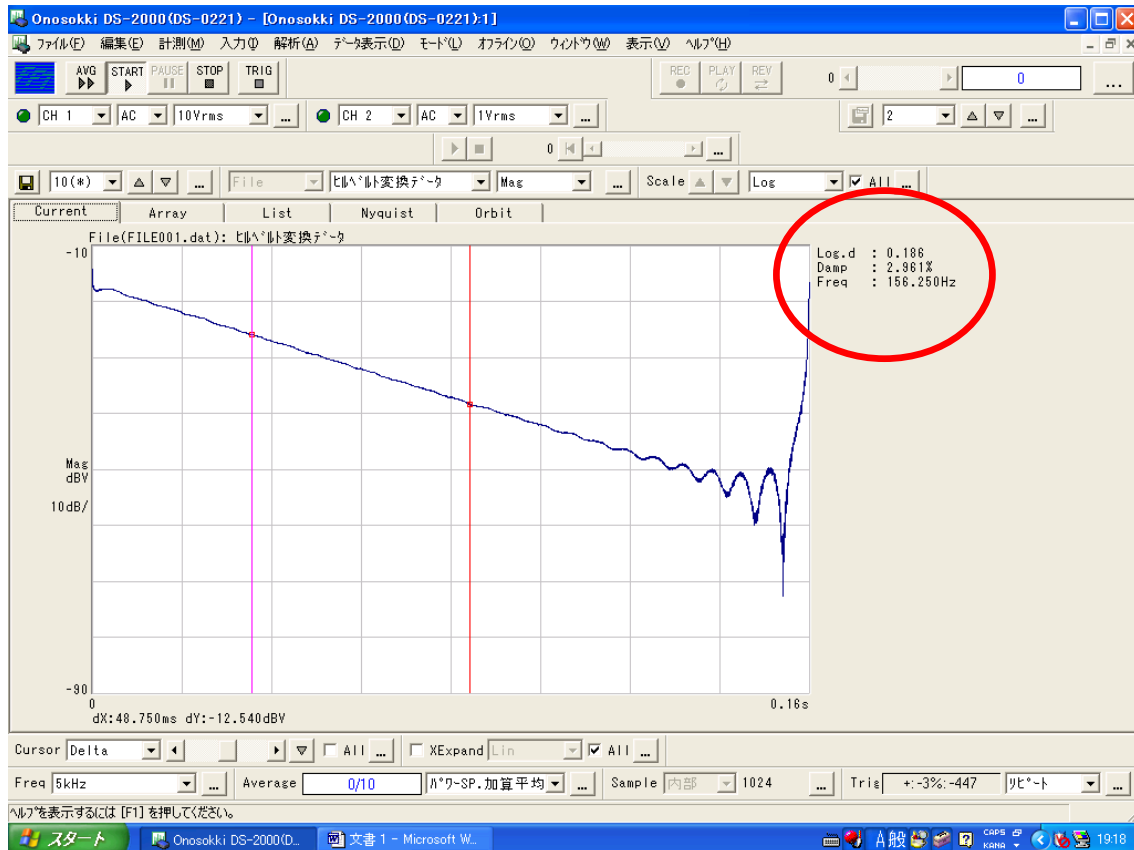 Onosokki DS-2000(DS-0221) - [Onosokki DS-2000(DS-0221):1]
ファイル(F) 編集(E) 計測(M) 入力(I) 解析(A) データ表示(D) モード(L) オフライン(O) ウィンドウ(W) 表示(V) ヘルプ(H)
AVG START PAUSE STOP TRIG REC PLAY REV 0 0 ...
CH 1 AC 10Vrms ... CH 2 AC 1Vrms ... 2 ...
0 ...
10(*) ... File ヒルベルト変換データ Mag ... Scale Log All ...
Current Array List Nyquist Orbit
File(FILE001.dat): ヒルベルト変換データ
-10
Log.d : 0.186
Damp : 2.961%
Freq : 156.250Hz
Mag
dBV
10dB/
-90
0 0.16s
dX:48.750ms dY:-12.540dBV
Cursor Delta All ... XExpand Lin All ...
Freq 5kHz ... Average 0/10 パワーSP.加算平均 ... Sample 内部 1024 ... Trig +:-3%:-447 リピート ...
ヘルプを表示するには [F1] を押してください。
スタート Onosokki DS-2000(D... 文書 1 - Microsoft W... A 般 CAPS KANA 19:18